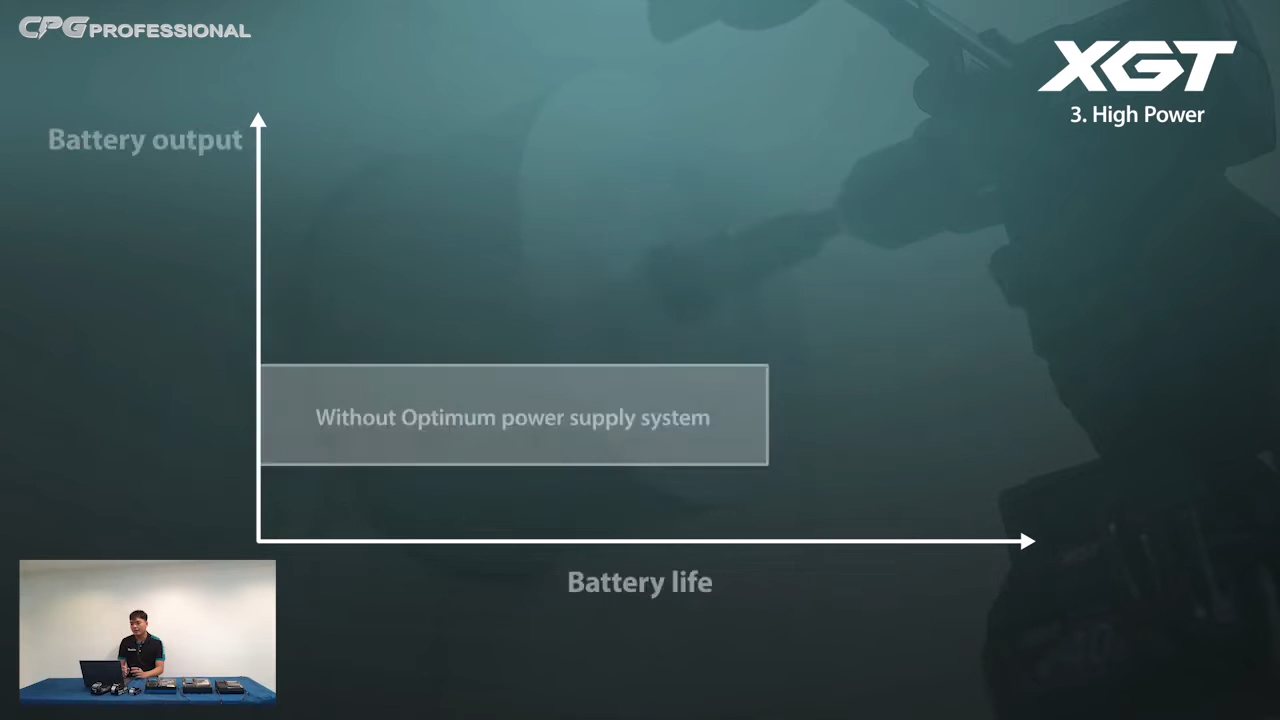 CPG PROFESSIONAL
XGT
3. High Power
Battery output
Without Optimum power supply system
Battery life